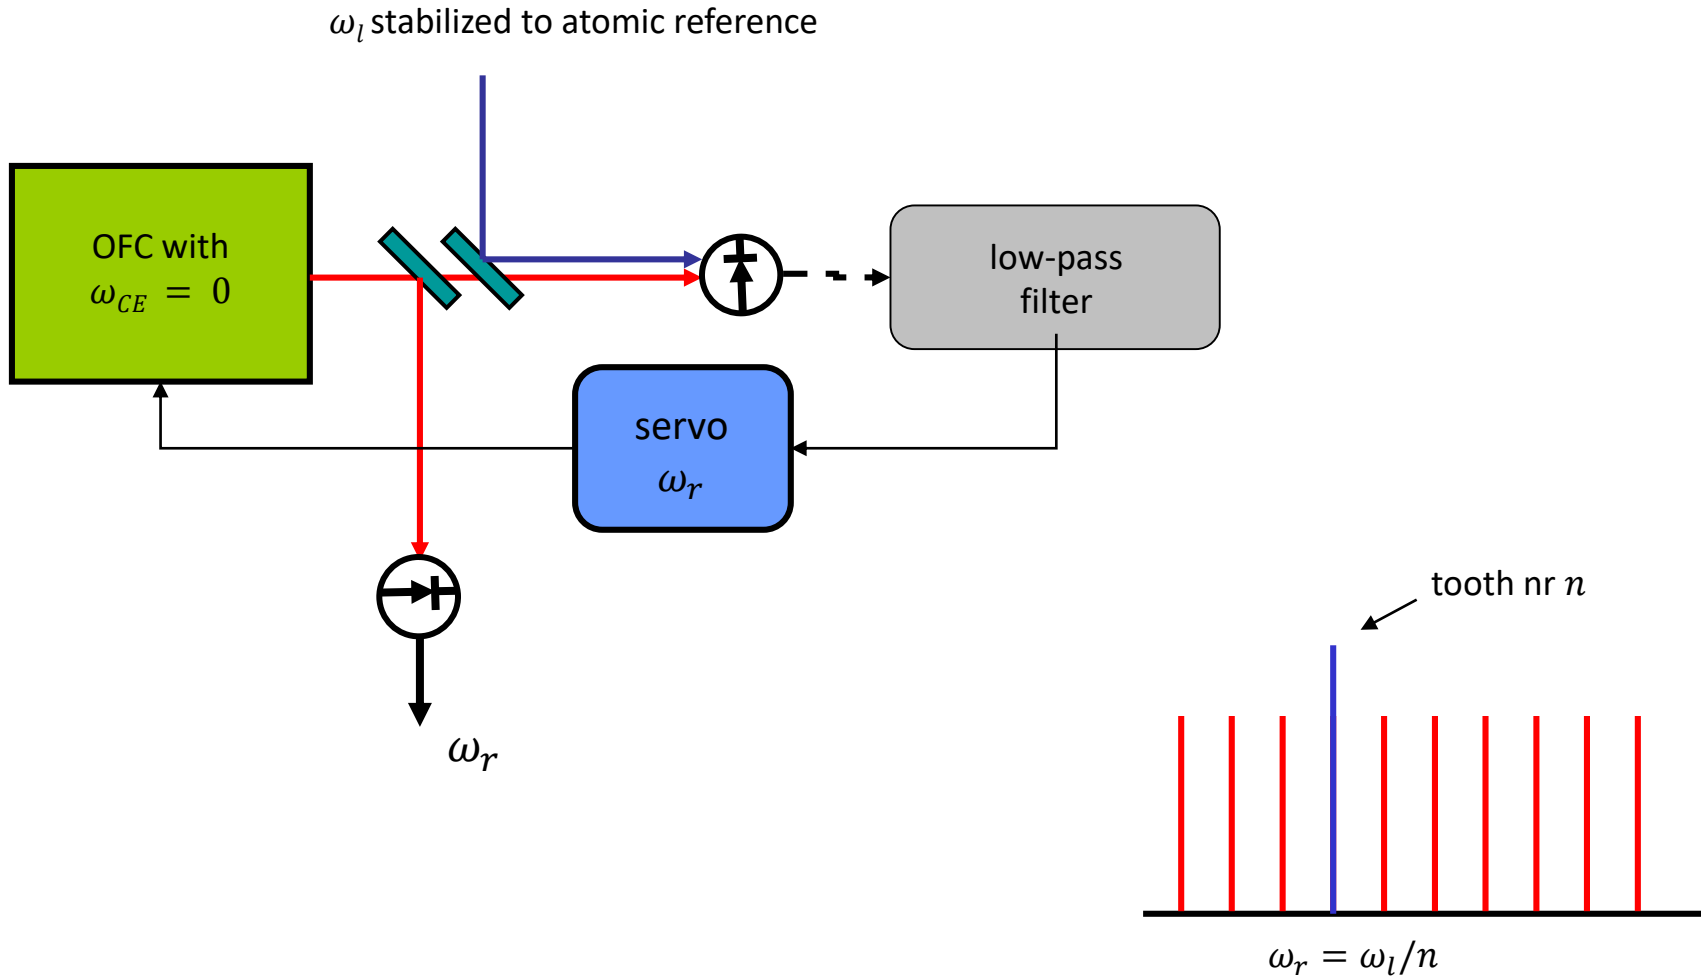 ω_l stabilized to atomic reference
OFC with
ω_CE = 0
low-pass
filter
servo
ω_r
ω_r
tooth nr n
ω_r = ω_l/n